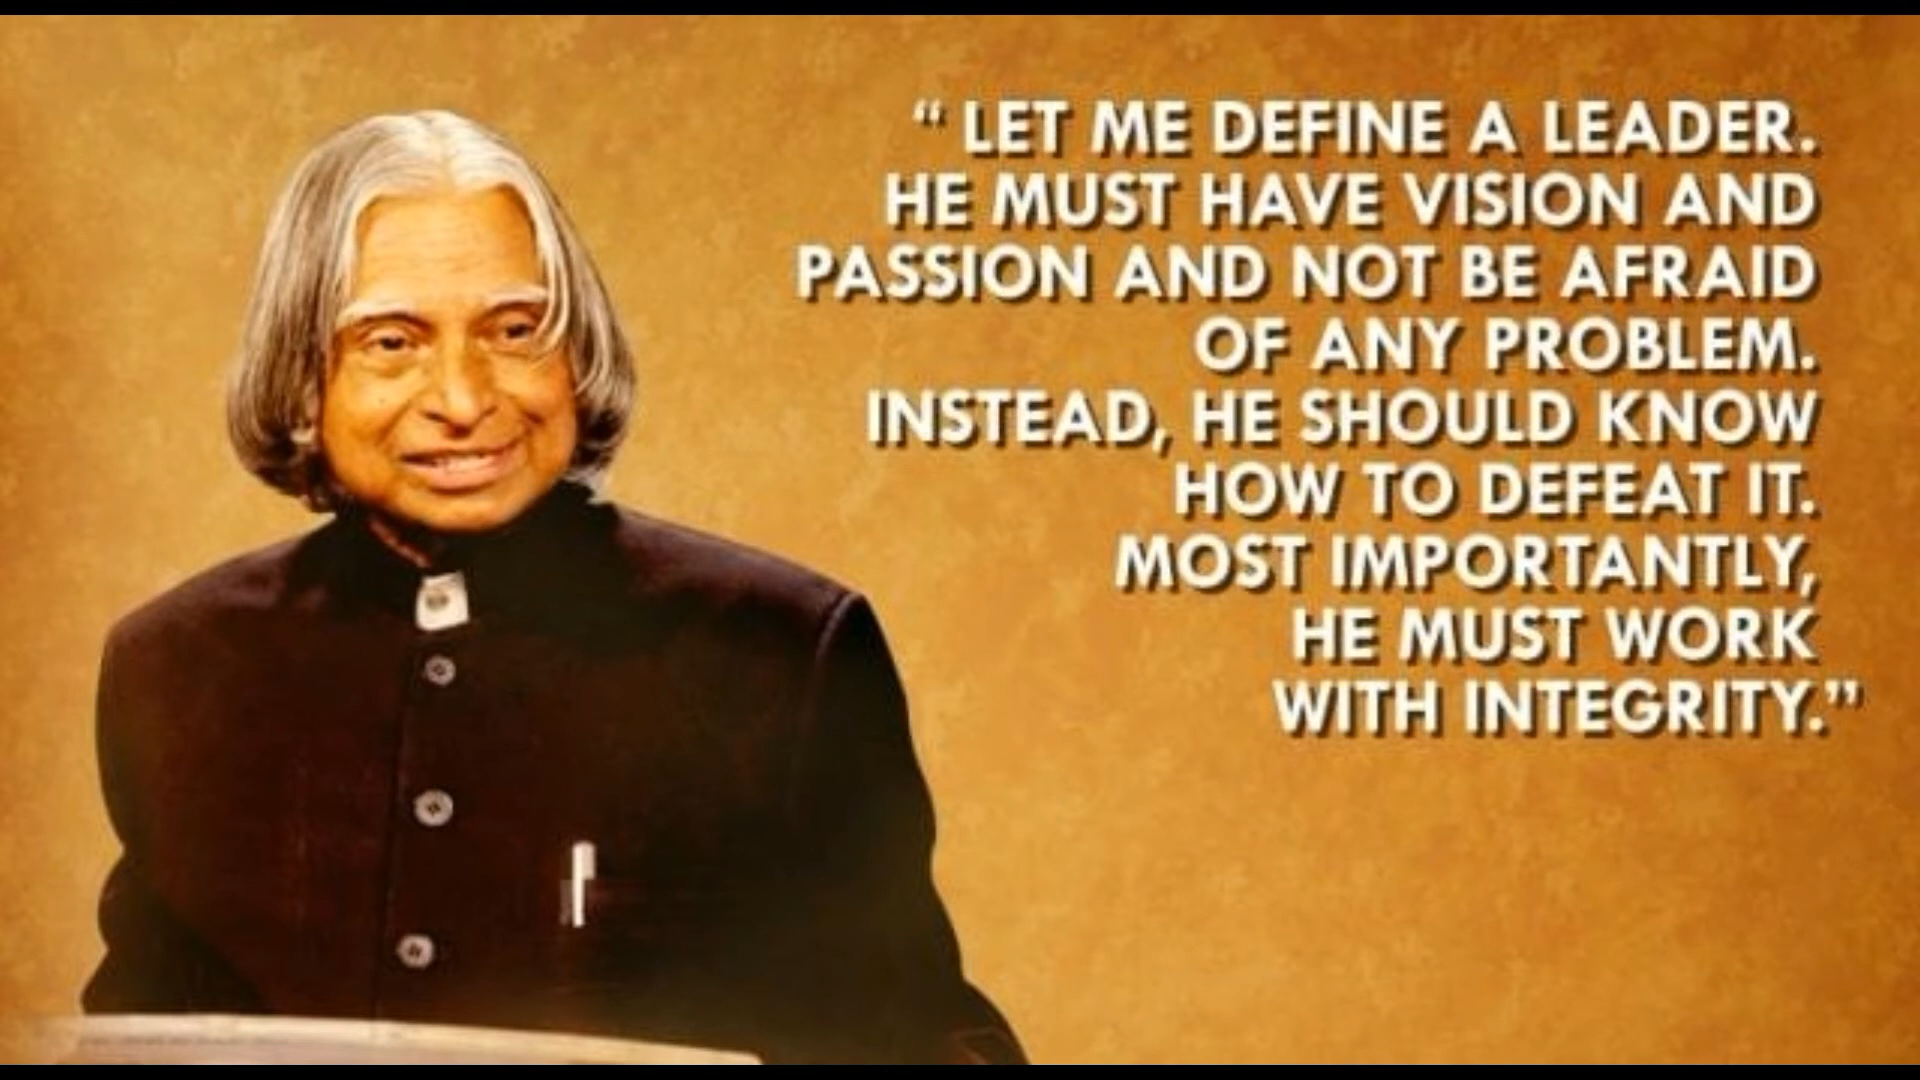 “ LET ME DEFINE A LEADER.
HE MUST HAVE VISION AND
PASSION AND NOT BE AFRAID
OF ANY PROBLEM.
INSTEAD, HE SHOULD KNOW
HOW TO DEFEAT IT.
MOST IMPORTANTLY,
HE MUST WORK
WITH INTEGRITY.”